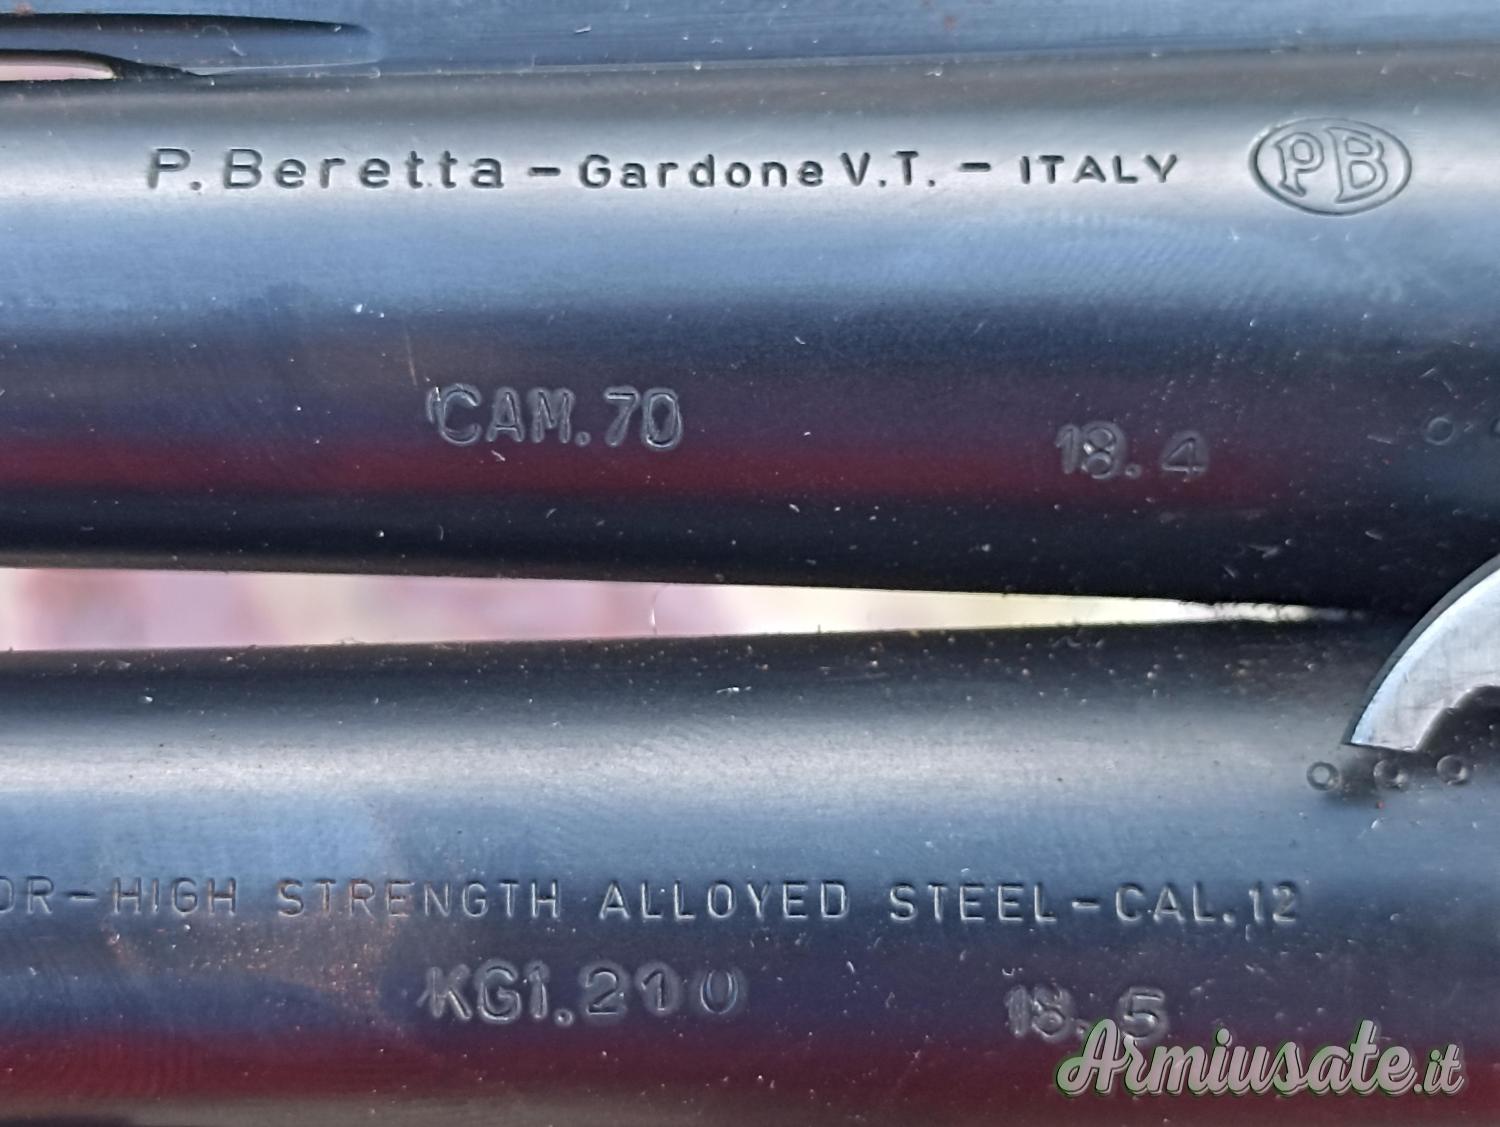 P. Beretta - Gardone V.T. - ITALY PB
CAM.70 18.4
OR-HIGH STRENGTH ALLOYED STEEL-CAL.12
KG1.210 18.5
Armiusate.it